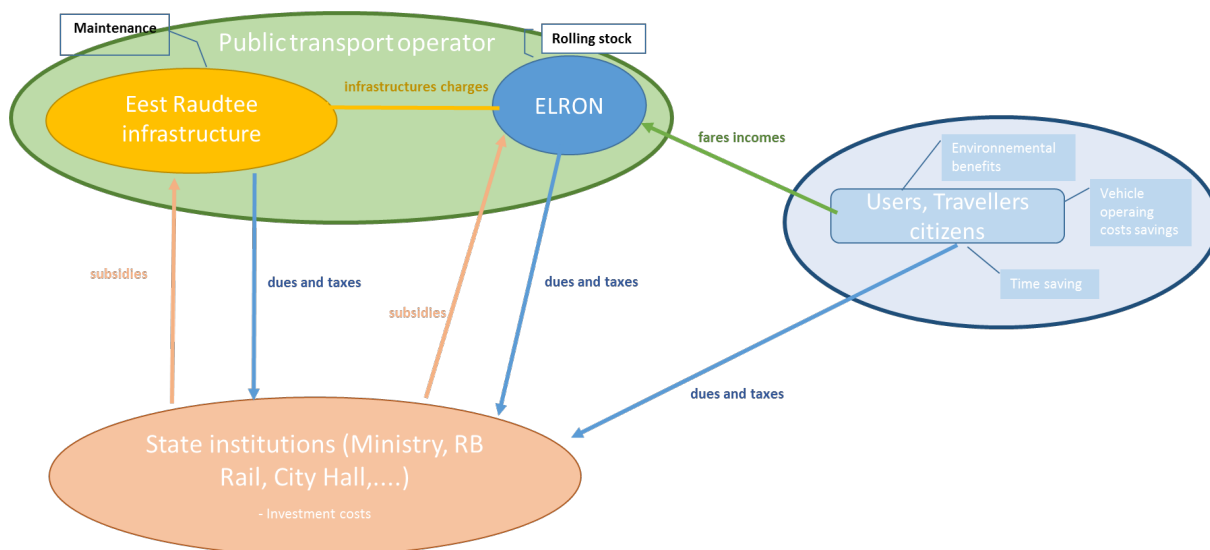 Maintenance
Public transport operator
Rolling stock
Eest Raudtee
infrastructure
infrastructures charges
ELRON
fares incomes
Environnemental
benefits
Users, Travellers
citizens
Vehicle
operaing
costs savings
Time saving
subsidies
dues and taxes
subsidies
dues and taxes
dues and taxes
State institutions (Ministry, RB
Rail, City Hall,....)
- Investment costs